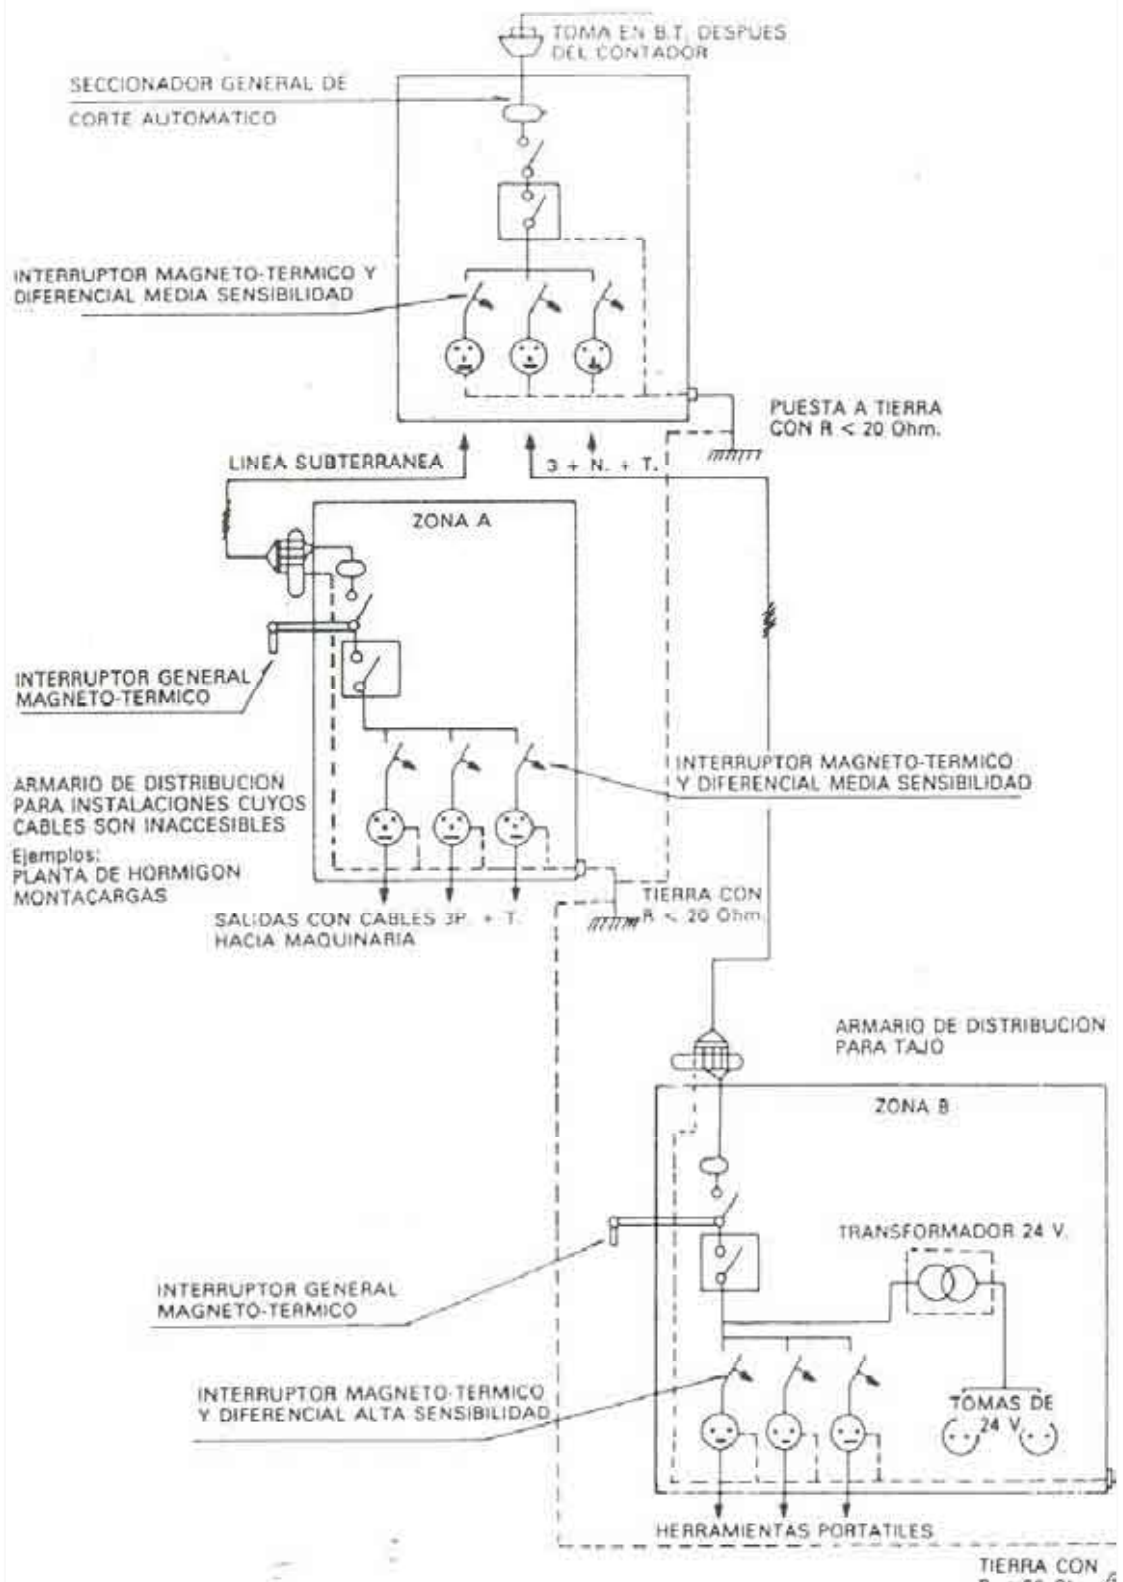 TOMA EN B.T. DESPUES
DEL CONTADOR
SECCIONADOR GENERAL DE
CORTE AUTOMATICO
INTERRUPTOR MAGNETO-TERMICO Y
DIFERENCIAL MEDIA SENSIBILIDAD
PUESTA A TIERRA
CON R < 20 Ohm.
LINEA SUBTERRANEA
3 + N. + T.
ZONA A
INTERRUPTOR GENERAL
MAGNETO-TERMICO
INTERRUPTOR MAGNETO-TERMICO
Y DIFERENCIAL MEDIA SENSIBILIDAD
ARMARIO DE DISTRIBUCION
PARA INSTALACIONES CUYOS
CABLES SON INACCESIBLES
Ejemplos:
PLANTA DE HORMIGON
MONTACARGAS
TIERRA CON
R < 20 Ohm.
SALIDAS CON CABLES 3P. + T.
HACIA MAQUINARIA
ARMARIO DE DISTRIBUCION
PARA TAJO
ZONA B
TRANSFORMADOR 24 V.
INTERRUPTOR GENERAL
MAGNETO-TERMICO
INTERRUPTOR MAGNETO-TERMICO
Y DIFERENCIAL ALTA SENSIBILIDAD
TOMAS DE
24 V.
HERRAMIENTAS PORTATILES
TIERRA CON